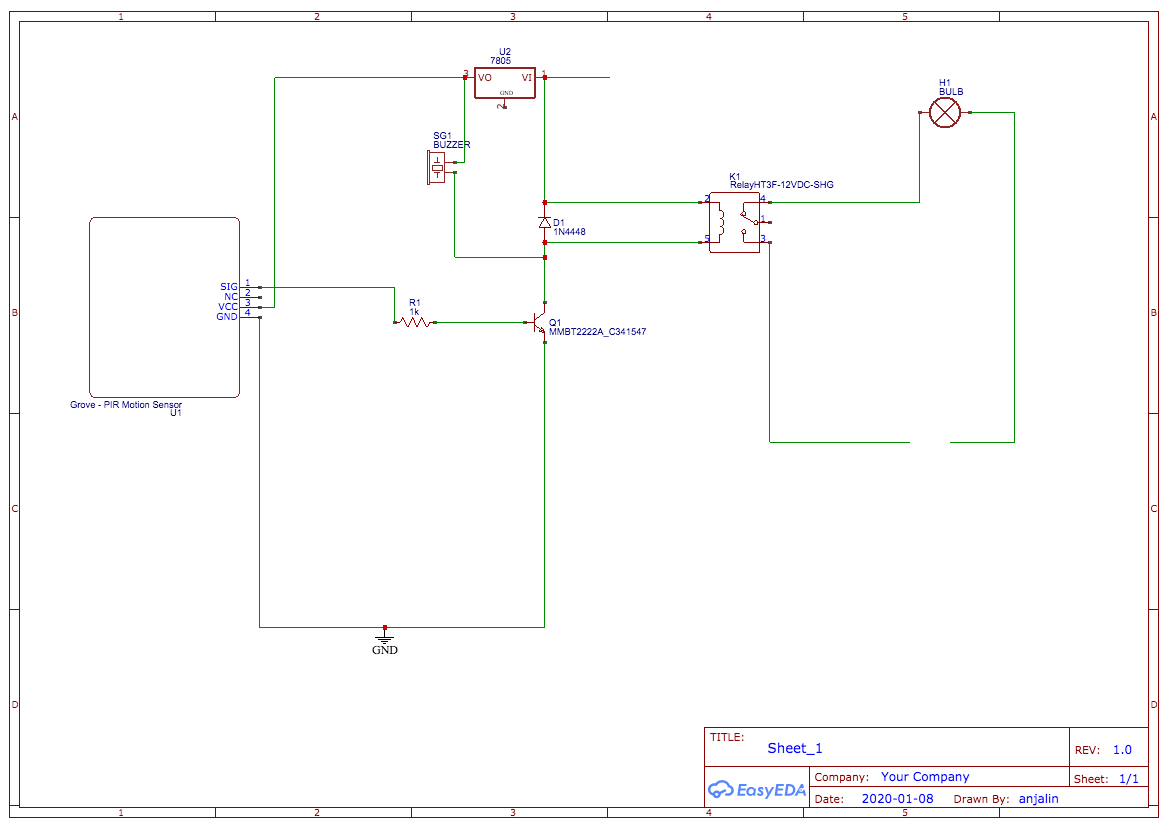 1 2 3 4 5
A A
B B
C C
D D
1 2 3 4 5
U2
7805
3 VO VI 1
GND
2
SG1
BUZZER
H1
BULB
K1
RelayHT3F-12VDC-SHG
2 4
1
5 3
D1
1N4448
SIG 1
NC 2
VCC 3
GND 4
R1
1k
Q1
MMBT2222A_C341547
Grove - PIR Motion Sensor
U1
GND
TITLE:
Sheet_1
REV: 1.0
EasyEDA
Company: Your Company
Sheet: 1/1
Date: 2020-01-08 Drawn By: anjalin